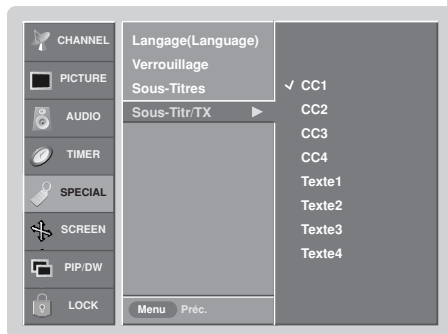 CHANNEL
PICTURE
AUDIO
TIMER
SPECIAL
SCREEN
PIP/DW
LOCK
Langage(Language)
Verrouillage
Sous-Titres
Sous-Titr/TX ►
Menu Préc.
✓ CC1
CC2
CC3
CC4
Texte1
Texte2
Texte3
Texte4